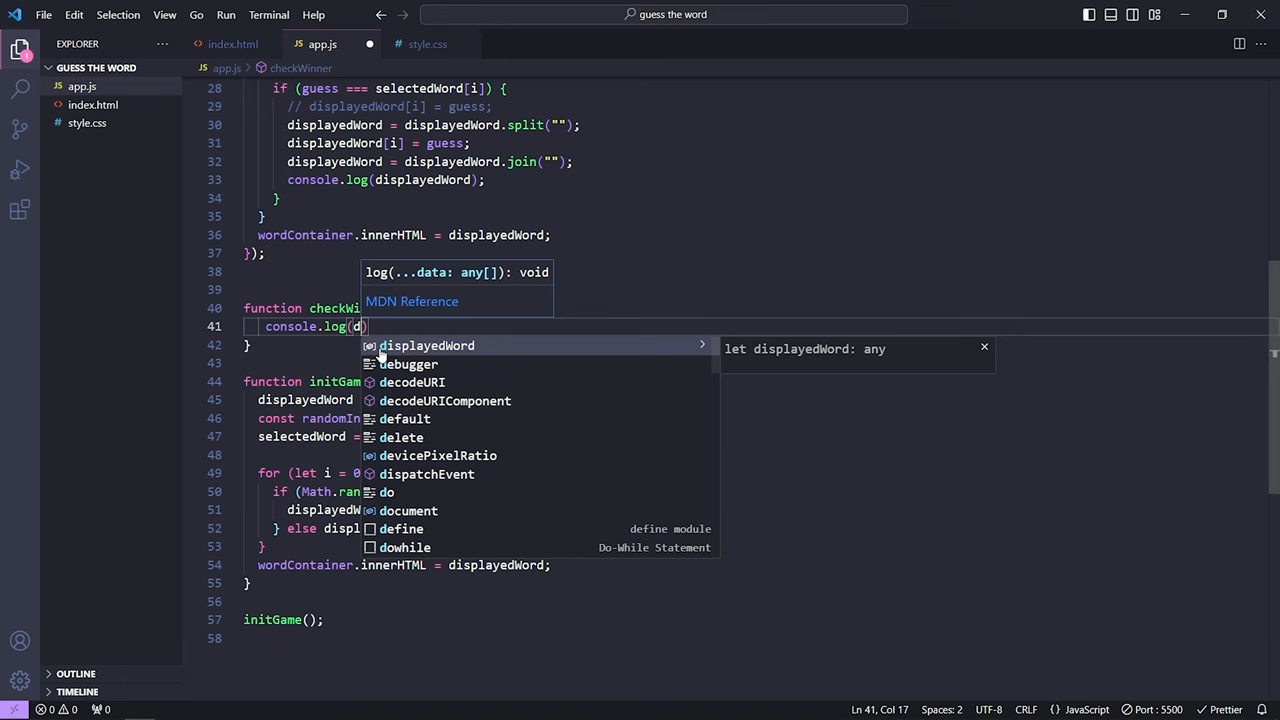 File Edit Selection View Go Run Terminal Help
guess the word
EXPLORER
index.html
app.js
style.css
GUESS THE WORD
app.js > checkWinner
app.js
index.html
style.css
28 if (guess === selectedWord[i]) {
29 // displayedWord[i] = guess;
30 displayedWord = displayedWord.split("");
31 displayedWord[i] = guess;
32 displayedWord = displayedWord.join("");
33 console.log(displayedWord);
34 }
35 }
36 wordContainer.innerHTML = displayedWord;
37 });
38
39
log(...data: any[]): void
MDN Reference
40 function checkWi
41 console.log(d)
42 }
displayedWord
let displayedWord: any
debugger
decodeURI
decodeURIComponent
default
delete
devicePixelRatio
dispatchEvent
do
document
define define module
dowhile Do-While Statement
43
44 function initGam
45 displayedWord
46 const randomIn
47 selectedWord =
48
49 for (let i = 0
50 if (Math.ran
51 displayedW
52 } else displ
53 }
54 wordContainer.innerHTML = displayedWord;
55 }
56
57 initGame();
58
OUTLINE
TIMELINE
0 0 0 Ln 41, Col 17 Spaces: 2 UTF-8 CRLF {} JavaScript Port : 5500 Prettier